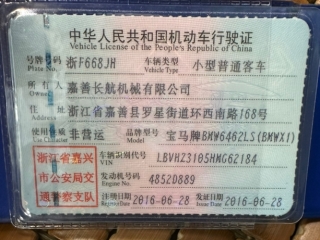 中华人民共和国机动车行驶证
Vehicle License of the People's Republic of China
号牌号码 浙F668JH 车辆类型 小型普通客车
Plate No. Vehicle Type
所有人 嘉善长航机械有限公司
Owner
住址 浙江省嘉善县罗星街道环西南路168号
使用性质 非营运 品牌型号 宝马牌BMW6462LS(BMWX1)
浙江省嘉兴
市公安局交
通警察支队
车辆识别代号 LBVHZ3105HMG62184
VIN
发动机号码 4852D889
Engine No.
注册日期 2016-06-28 发证日期 2016-06-28
Register Date Issue Date